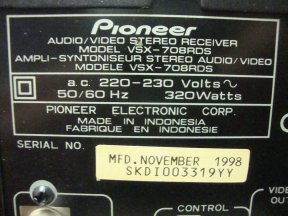 Pioneer
AUDIO/VIDEO STEREO RECEIVER
MODEL VSX-708RDS
AMPLI-SYNTONISEUR STEREO AUDIO/VIDEO
MODELE VSX-708RDS
a.c. 220-230 Volts~
50/60 Hz 320Watts
PIONEER ELECTRONIC CORP.
MADE IN INDONESIA
FABRIQUE EN INDONESIE
SERIAL NO.
MFD. NOVEMBER 1998
SKDI003319YY
CONTROL
VIDEO
OUT